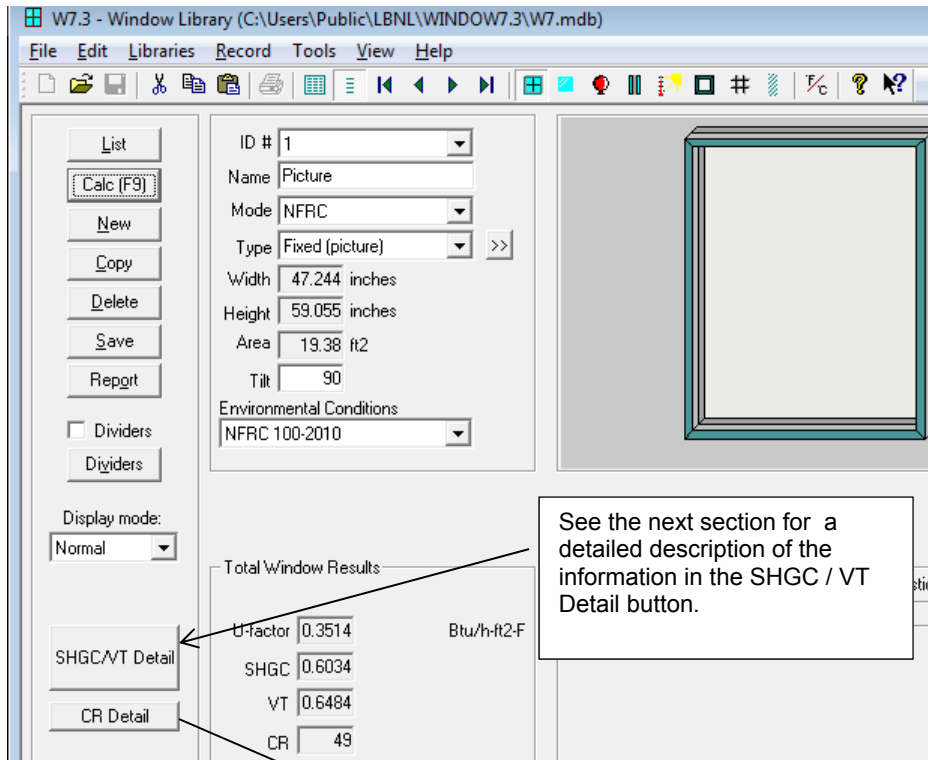 W7.3 - Window Library (C:\Users\Public\LBNL\WINDOW7.3\W7.mdb)
File Edit Libraries Record Tools View Help
List
Calc (F9)
New
Copy
Delete
Save
Report
Dividers
Dividers
Display mode:
Normal
SHGC/VT Detail
CR Detail
ID # 1
Name Picture
Mode NFRC
Type Fixed (picture) >>
Width 47.244 inches
Height 59.055 inches
Area 19.38 ft2
Tilt 90
Environmental Conditions
NFRC 100-2010
Total Window Results
U-factor 0.3514 Btu/h-ft2-F
SHGC 0.6034
VT 0.6484
CR 49
See the next section for a
detailed description of the
information in the SHGC / VT
Detail button.